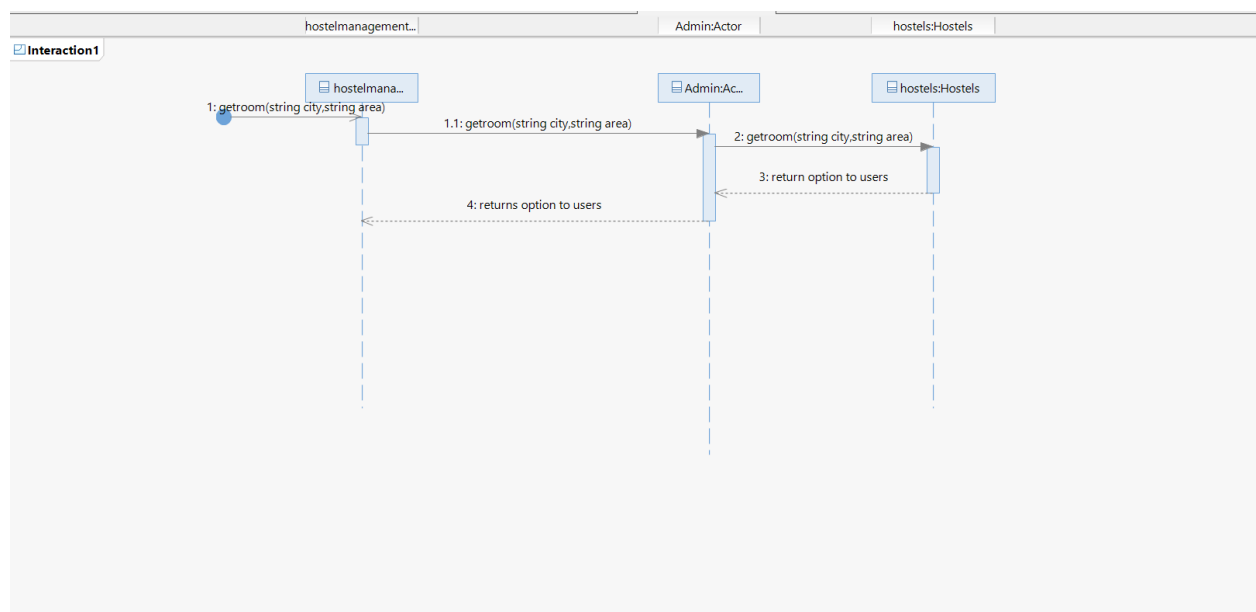 hostelmanagement...
Admin:Actor
hostels:Hostels
Interaction1
hostelmana...
Admin:Ac...
hostels:Hostels
1: getroom(string city,string area)
1.1: getroom(string city,string area)
2: getroom(string city,string area)
3: return option to users
4: returns option to users